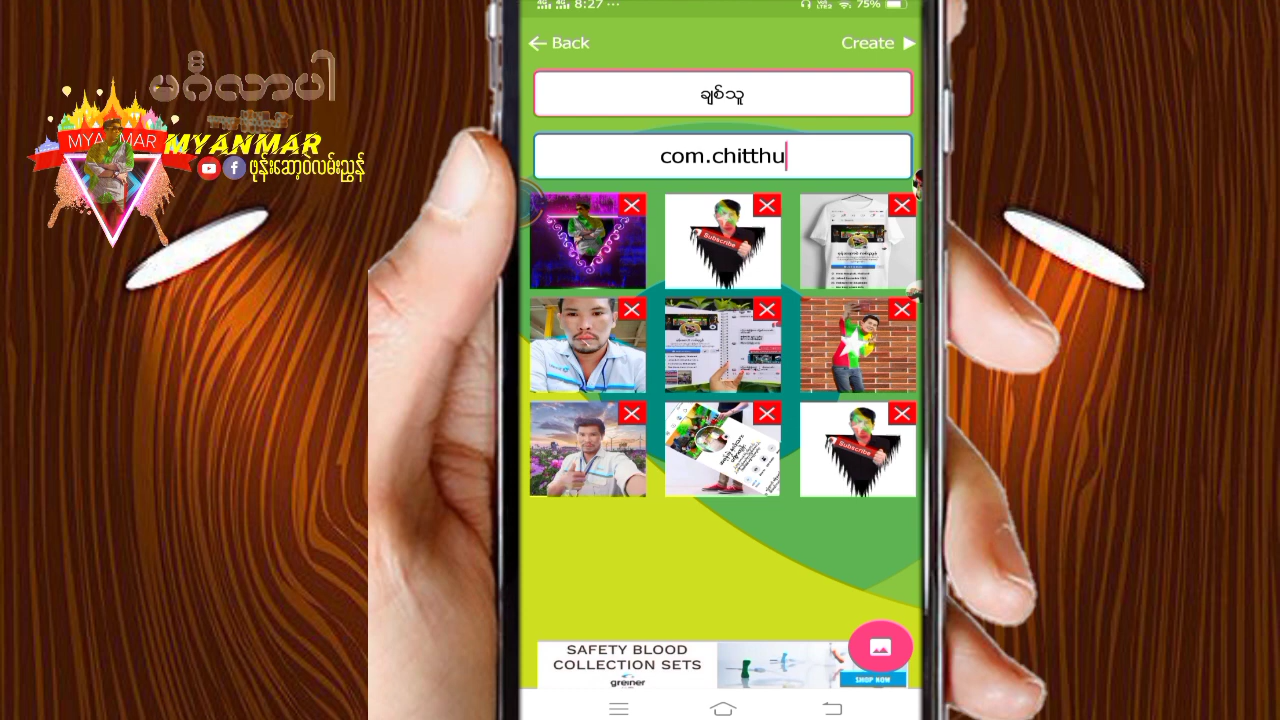 မင်္ဂလာပါ
MYANMAR
MYANMAR
ဖုန်းဆော့ဝဲလမ်းညွှန်
8:27 ...
75%
Back
Create
ချစ်သူ
com.chitthu
Subscribe
Subscribe
SAFETY BLOOD
COLLECTION SETS
greiner
SHOP NOW